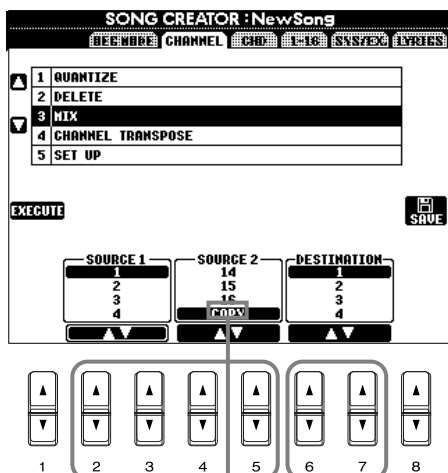 SONG CREATOR : NewSong
REC MODE CHANNEL CHD 1-16 SYS/EX. LYRICS
1 QUANTIZE
2 DELETE
3 MIX
4 CHANNEL TRANSPOSE
5 SET UP
EXECUTE
SAVE
SOURCE 1 SOURCE 2 DESTINATION
1 14 1
2 15 2
3 16 3
4 COPY 4
1 2 3 4 5 6 7 8